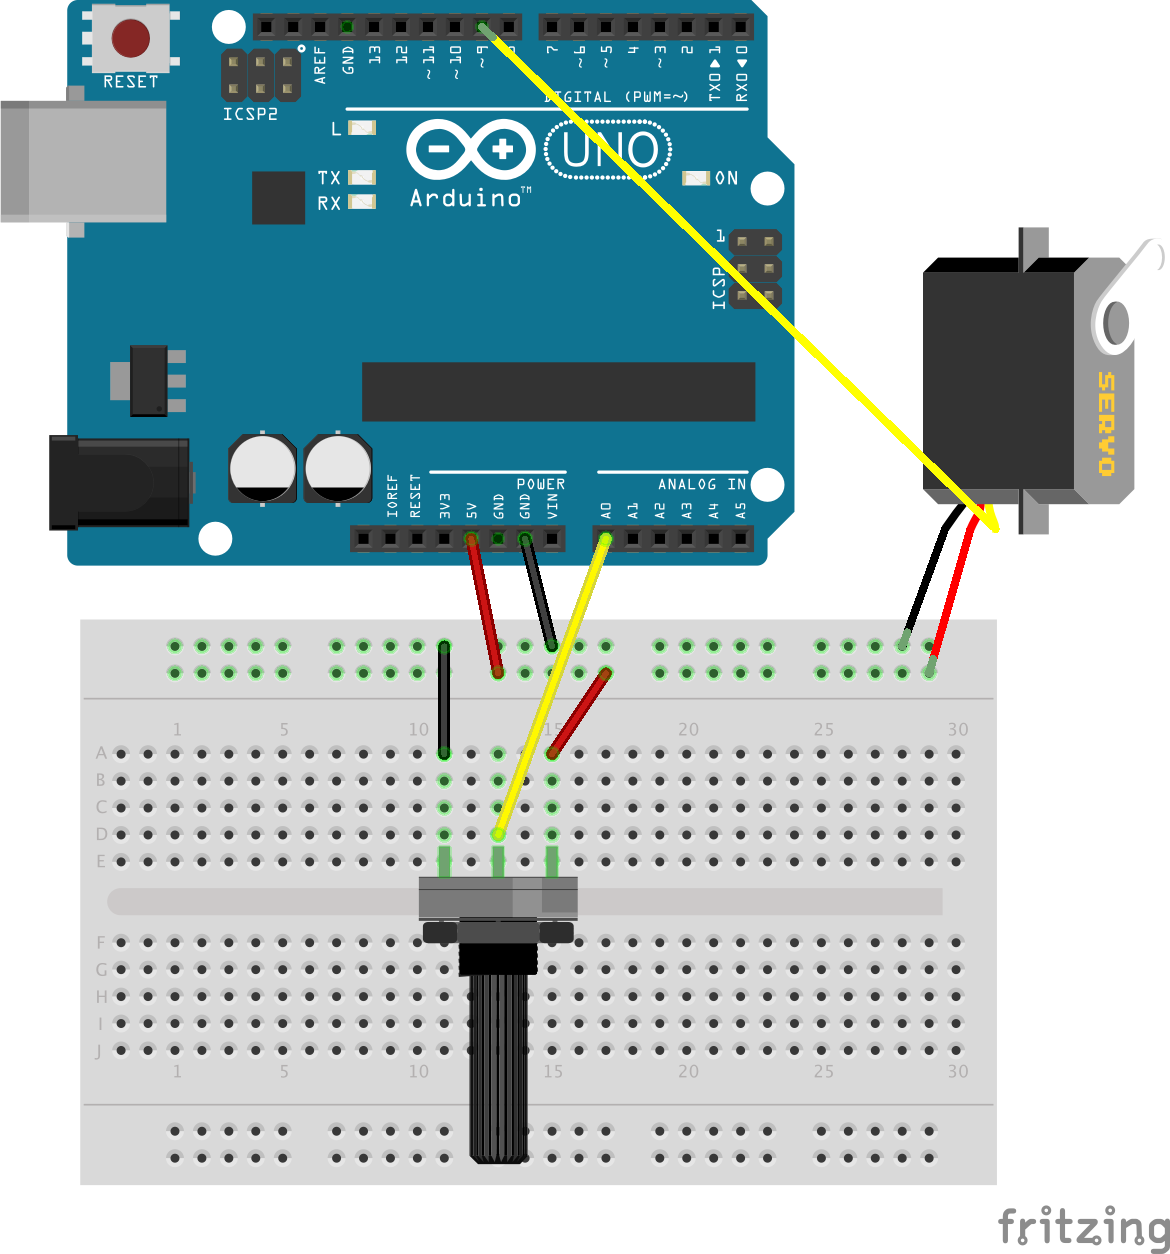 RESET
ICSP2
AREF
GND
13
12
~11
~10
~9
8
7
~6
~5
4
~3
2
TX0▶1
RX0◀0
DIGITAL (PWM=~)
L
TX
RX
Arduino™
UNO
ON
1
ICSP
SERVO
IOREF
RESET
3V3
5V
GND
GND
VIN
POWER
A0
A1
A2
A3
A4
A5
ANALOG IN
1 5 10 15 20 25 30
A
B
C
D
E
F
G
H
I
J
1 5 10 15 20 25 30
fritzing